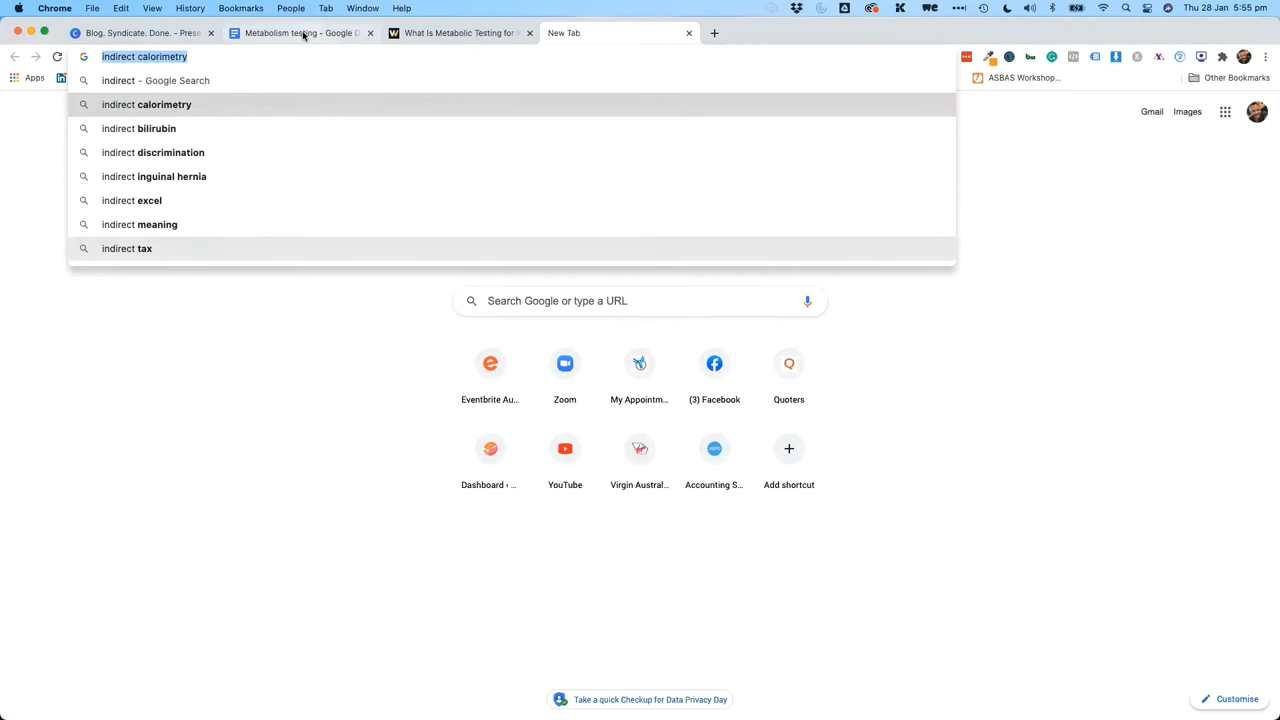 Chrome File Edit View History Bookmarks People Tab Window Help Thu 28 Jan 5:55 pm
Blog. Syndicate. Done. - Prese Metabolism testing - Google D What Is Metabolic Testing for V New Tab
indirect calorimetry
Apps ASBAS Workshop... Other Bookmarks
indirect - Google Search
indirect calorimetry
indirect bilirubin
indirect discrimination
indirect inguinal hernia
indirect excel
indirect meaning
indirect tax
Gmail Images
Search Google or type a URL
Eventbrite Au... Zoom My Appointm... (3) Facebook Quoters
Dashboard ‹ ... YouTube Virgin Austral... Accounting S... Add shortcut
Take a quick Checkup for Data Privacy Day
Customise